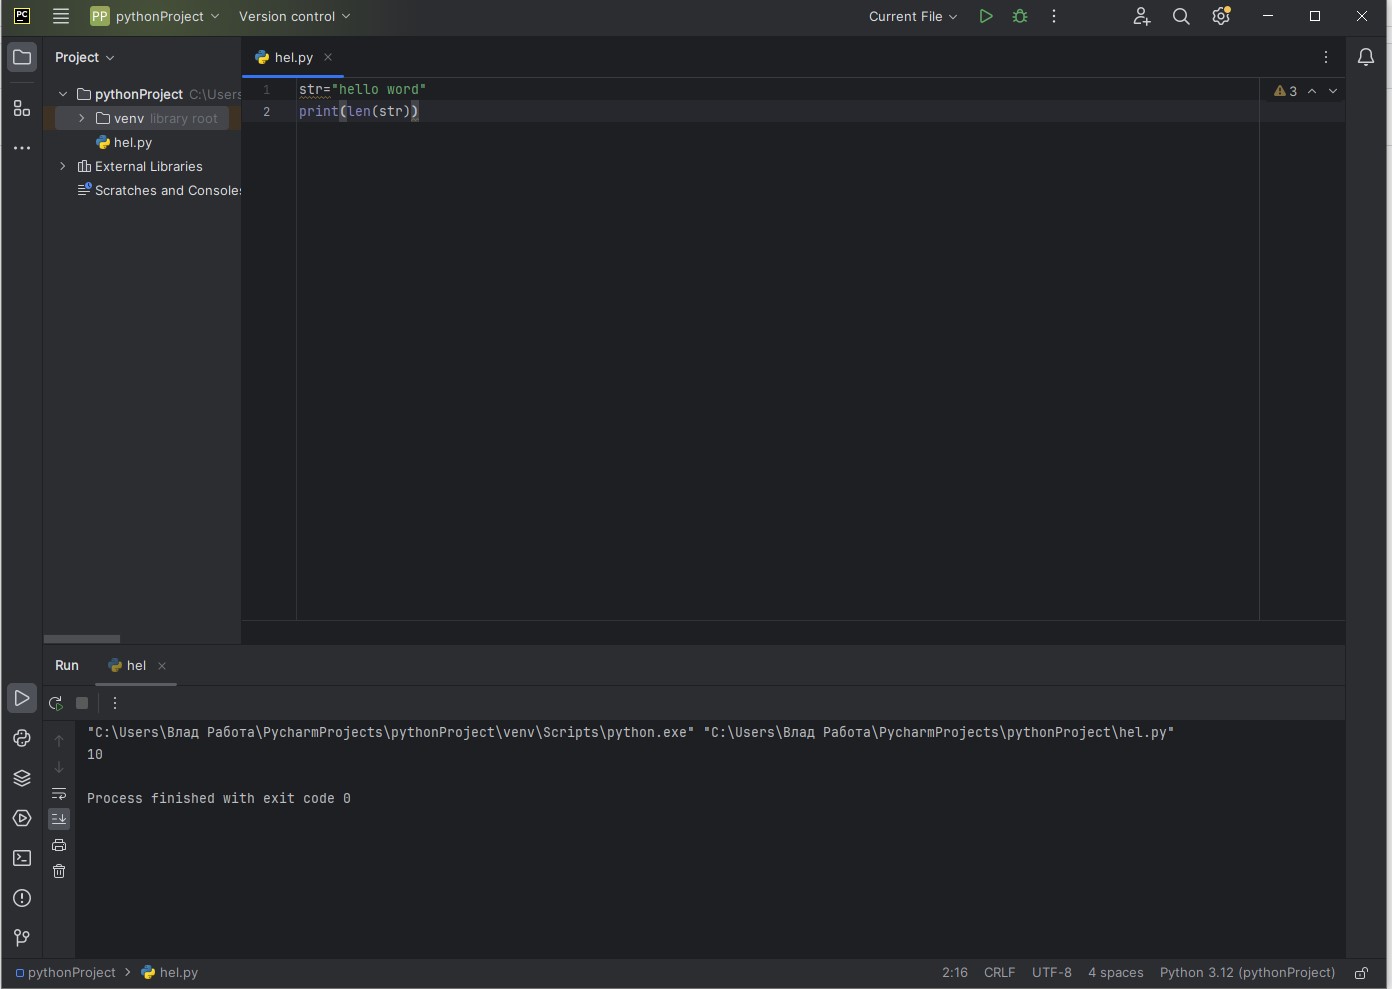 PC
PP pythonProject Version control Current File
Project
hel.py
pythonProject C:\Users
venv library root
hel.py
External Libraries
Scratches and Consoles
1 str="hello word"
2 print(len(str))
3
Run hel
"C:\Users\Влад Работа\PycharmProjects\pythonProject\venv\Scripts\python.exe" "C:\Users\Влад Работа\PycharmProjects\pythonProject\hel.py"
10
Process finished with exit code 0
pythonProject > hel.py 2:16 CRLF UTF-8 4 spaces Python 3.12 (pythonProject)